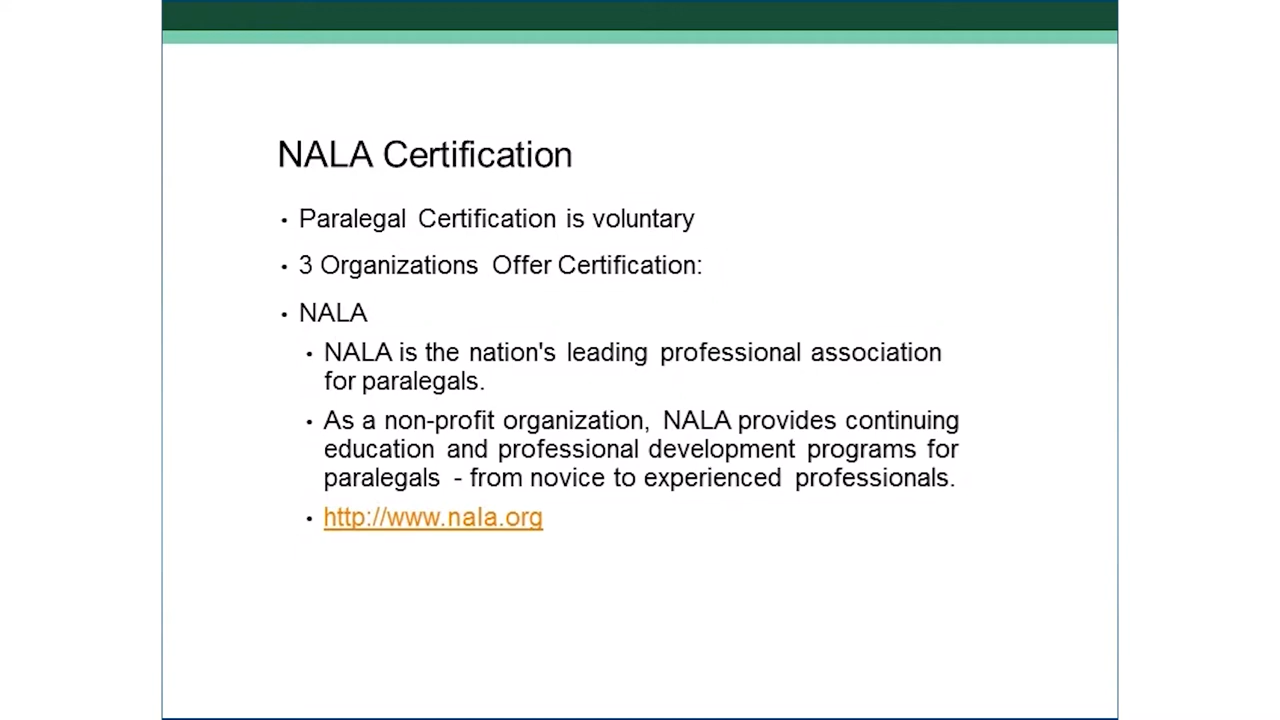 NALA Certification
• Paralegal Certification is voluntary
• 3 Organizations Offer Certification:
• NALA
• NALA is the nation's leading professional association
for paralegals.
• As a non-profit organization, NALA provides continuing
education and professional development programs for
paralegals - from novice to experienced professionals.
• http://www.nala.org